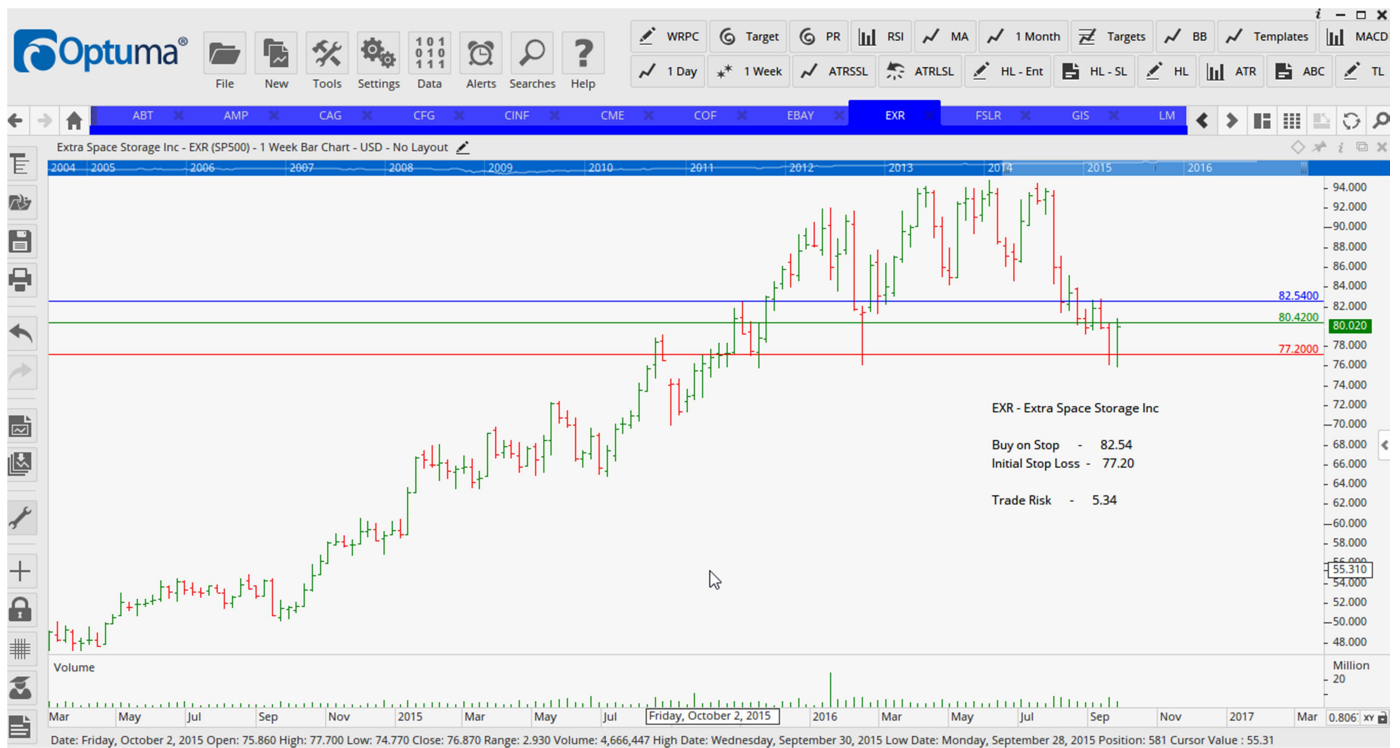 Optuma®
File New Tools Settings Data Alerts Searches Help
101
010
111
WRPC Target PR RSI MA 1 Month Targets BB Templates MACD
1 Day 1 Week ATRSSL ATRLSL HL - Ent HL - SL HL ATR ABC TL
ABT AMP CAG CFG CINF CME COF EBAY EXR FSLR GIS LM
Extra Space Storage Inc - EXR (SP500) - 1 Week Bar Chart - USD - No Layout
2004 2005 2006 2007 2008 2009 2010 2011 2012 2013 2014 2015 2016
94.000
92.000
90.000
88.000
86.000
84.000
82.5400
82.000
80.4200
80.020
78.000
77.2000
76.000
74.000
EXR - Extra Space Storage Inc
72.000
70.000
Buy on Stop - 82.54
68.000
Initial Stop Loss - 77.20
66.000
64.000
Trade Risk - 5.34
62.000
60.000
58.000
55.310
54.000
52.000
50.000
48.000
Volume
Million
20
Mar May Jul Sep Nov 2015 Mar May Jul Friday, October 2, 2015 2016 Mar May Jul Sep Nov 2017 Mar 0.806 XY
Date: Friday, October 2, 2015 Open: 75.860 High: 77.700 Low: 74.770 Close: 76.870 Range: 2.930 Volume: 4,666,447 High Date: Wednesday, September 30, 2015 Low Date: Monday, September 28, 2015 Position: 581 Cursor Value : 55.31